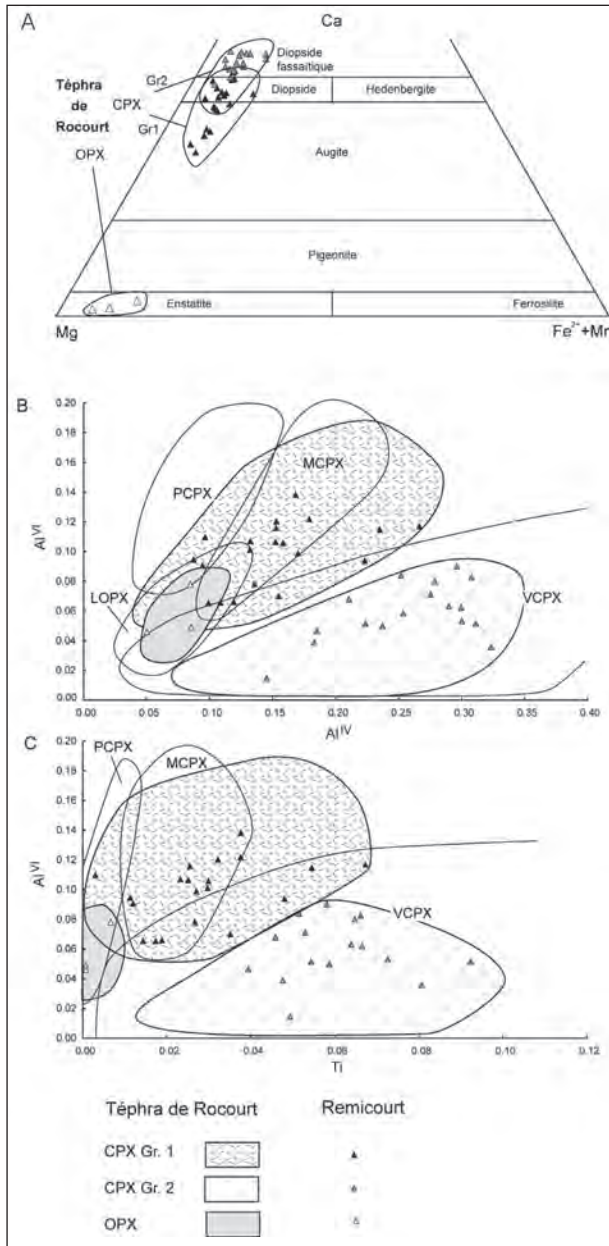 A
Ca
Diopside
fassaïtique
Gr2
Téphra
de
Rocourt
CPX
Diopside
Hedenbergite
Gr1
Augite
OPX
Pigeonite
Enstatite
Ferrosilite
Mg
Fe²⁺+Mn
B
0.20
0.18
0.16
0.14
0.12
0.10
0.08
0.06
0.04
0.02
0.00
Al^VI
PCPX
MCPX
LOPX
VCPX
0.00 0.05 0.10 0.15 0.20 0.25 0.30 0.35 0.40
Al^IV
C
0.20
0.18
0.16
0.14
0.12
0.10
0.08
0.06
0.04
0.02
0.00
Al^VI
PCPX
MCPX
VCPX
0.00 0.02 0.04 0.06 0.08 0.10 0.12
Ti
Téphra de Rocourt Remicourt
CPX Gr. 1
CPX Gr. 2
OPX